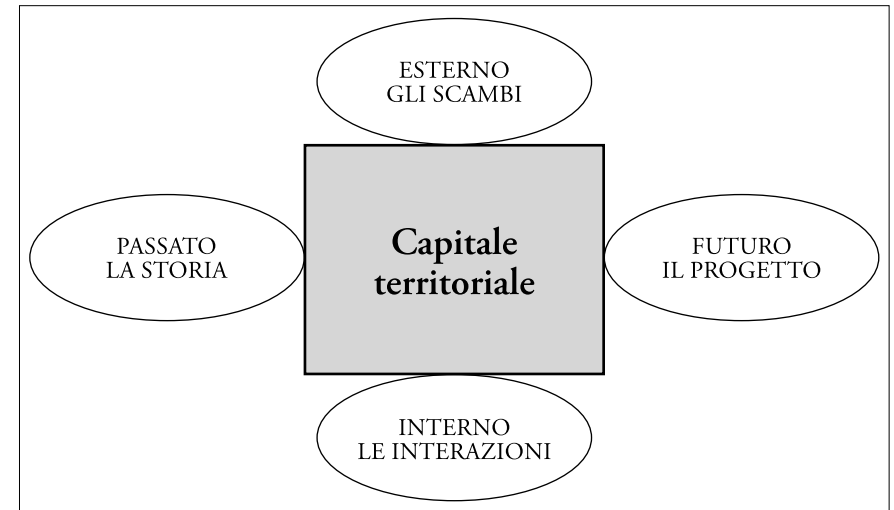 ESTERNO
GLI SCAMBI
PASSATO
LA STORIA
Capitale
territoriale
FUTURO
IL PROGETTO
INTERNO
LE INTERAZIONI